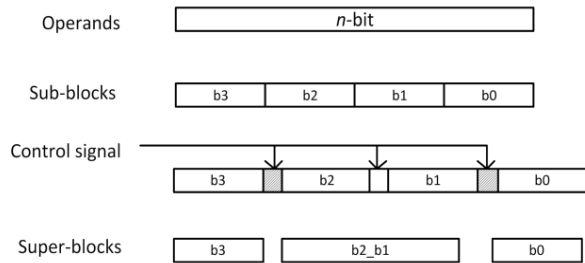 Operands n-bit
Sub-blocks b3 b2 b1 b0
Control signal
b3 b2 b1 b0
Super-blocks b3 b2_b1 b0